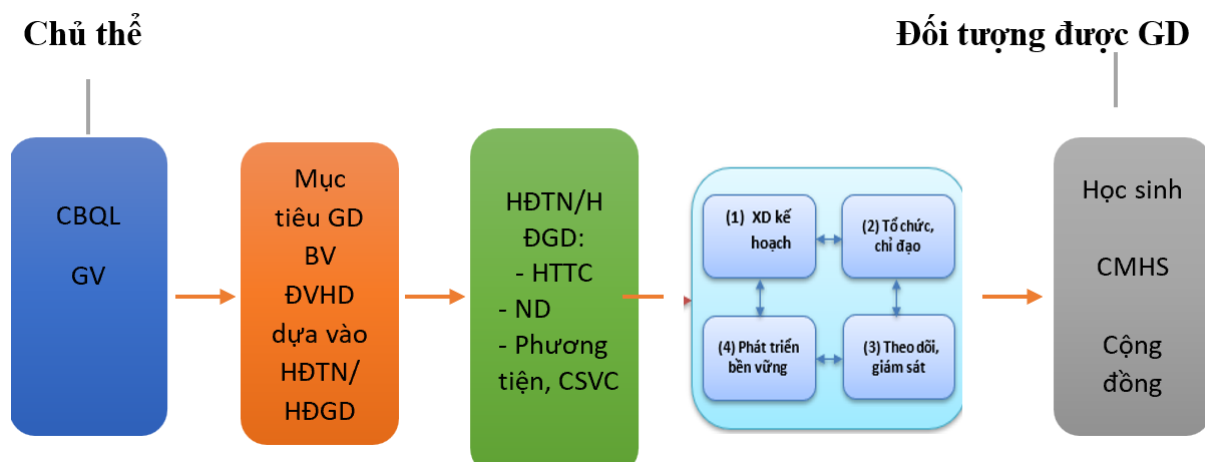 Chủ thể
Đối tượng được GD
CBQL
GV
Mục
tiêu GD
BV
ĐVHD
dựa vào
HĐTN/
HĐGD
HĐTN/H
ĐGD:
- HTTC
- ND
- Phương
tiện, CSVC
(1) XD kế
hoạch
(2) Tổ chức,
chỉ đạo
(4) Phát triển
bền vững
(3) Theo dõi,
giám sát
Học sinh
CMHS
Cộng
đồng